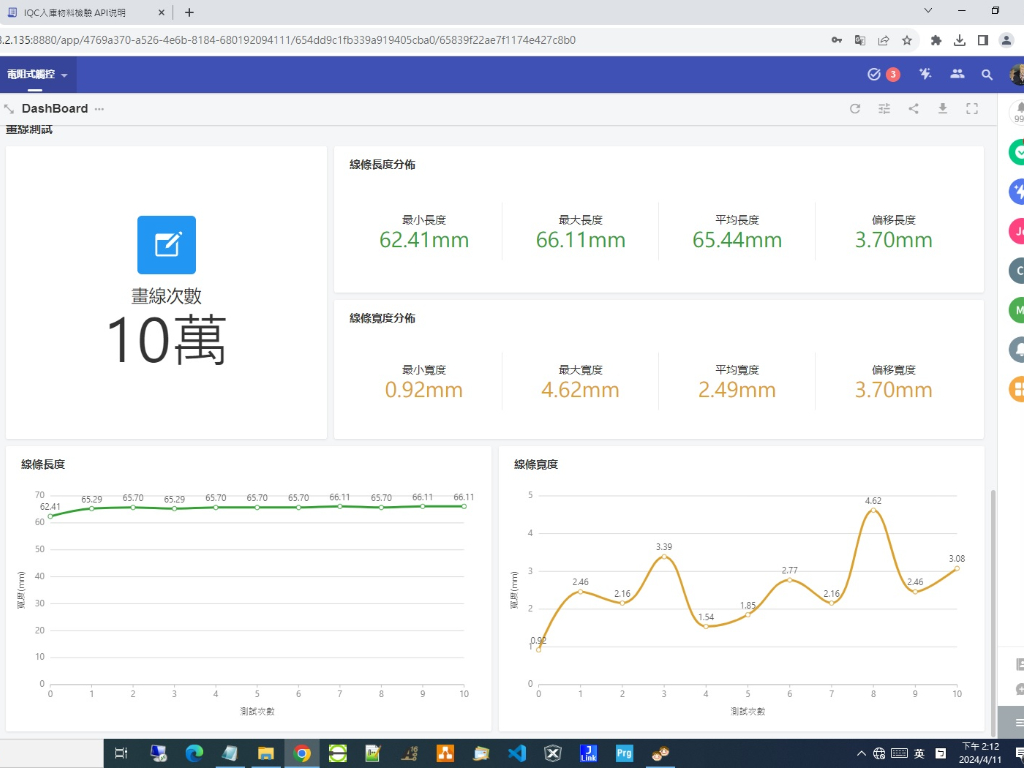 IQC入庫物料檢驗 API说明
3.2.135:8880/app/4769a370-a526-4e6b-8184-680192094111/654dd9c1fb339a919405cba0/65839f22ae7f1174e427c8b0
電阻式觸控
3
DashBoard
99
畫線測試
畫線次數
10萬
線條長度分佈
最小長度
62.41mm
最大長度
66.11mm
平均長度
65.44mm
偏移長度
3.70mm
線條寬度分佈
最小寬度
0.92mm
最大寬度
4.62mm
平均寬度
2.49mm
偏移寬度
3.70mm
線條長度
70
60
50
40
30
20
10
0
寬度(mm)
62.41
65.29
65.70
65.29
65.70
65.70
65.70
66.11
65.70
66.11
66.11
0 1 2 3 4 5 6 7 8 9 10
測試次數
線條寬度
5
4
3
2
1
0
寬度(mm)
0.92
2.46
2.16
3.39
1.54
1.85
2.77
2.16
4.62
2.46
3.08
0 1 2 3 4 5 6 7 8 9 10
測試次數
J
C
M
J
Link
Prg
英
下午 2:12
2024/4/11